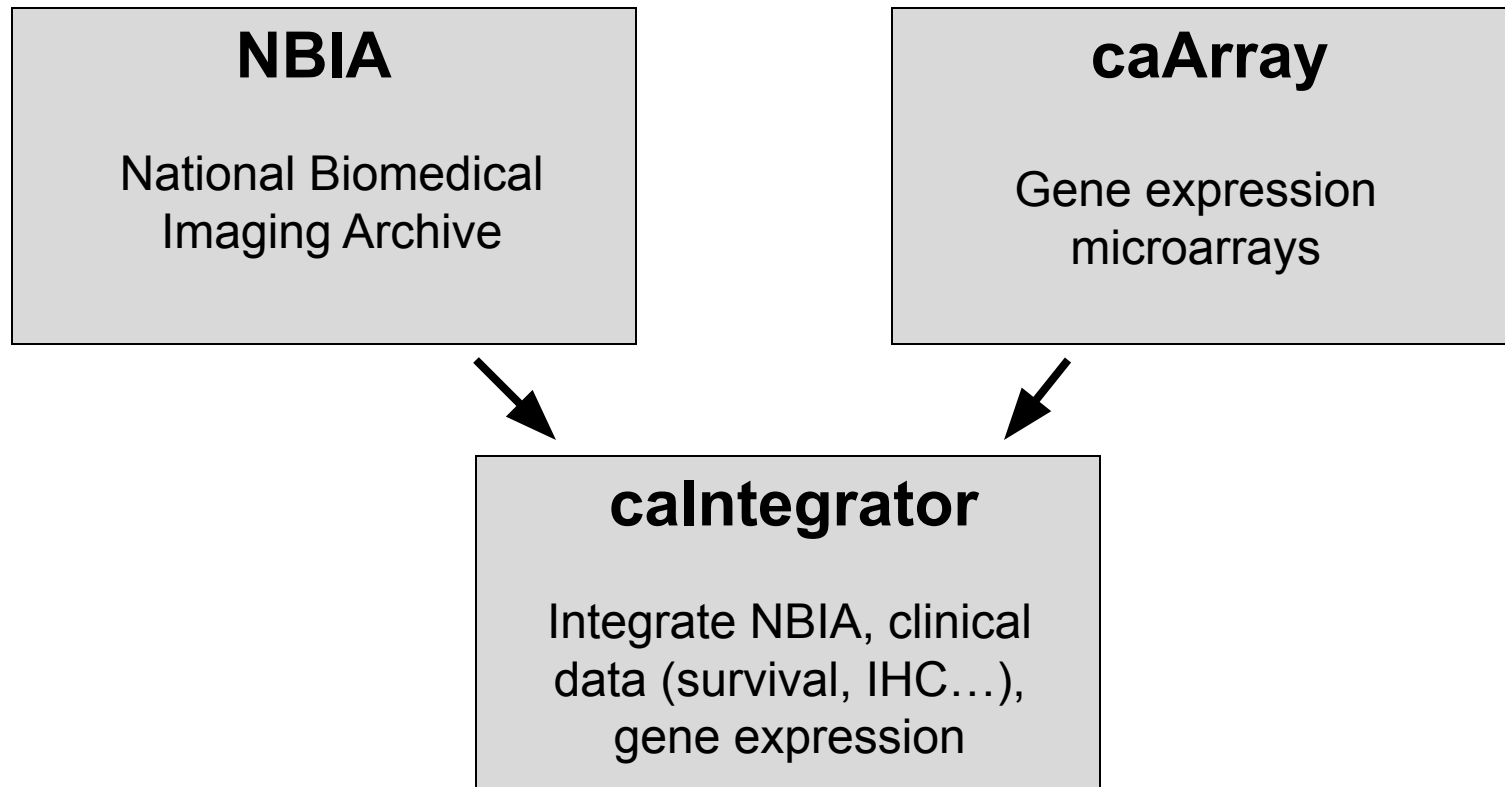 NBIA
National Biomedical
Imaging Archive
caArray
Gene expression
microarrays
caIntegrator
Integrate NBIA, clinical
data (survival, IHC…),
gene expression